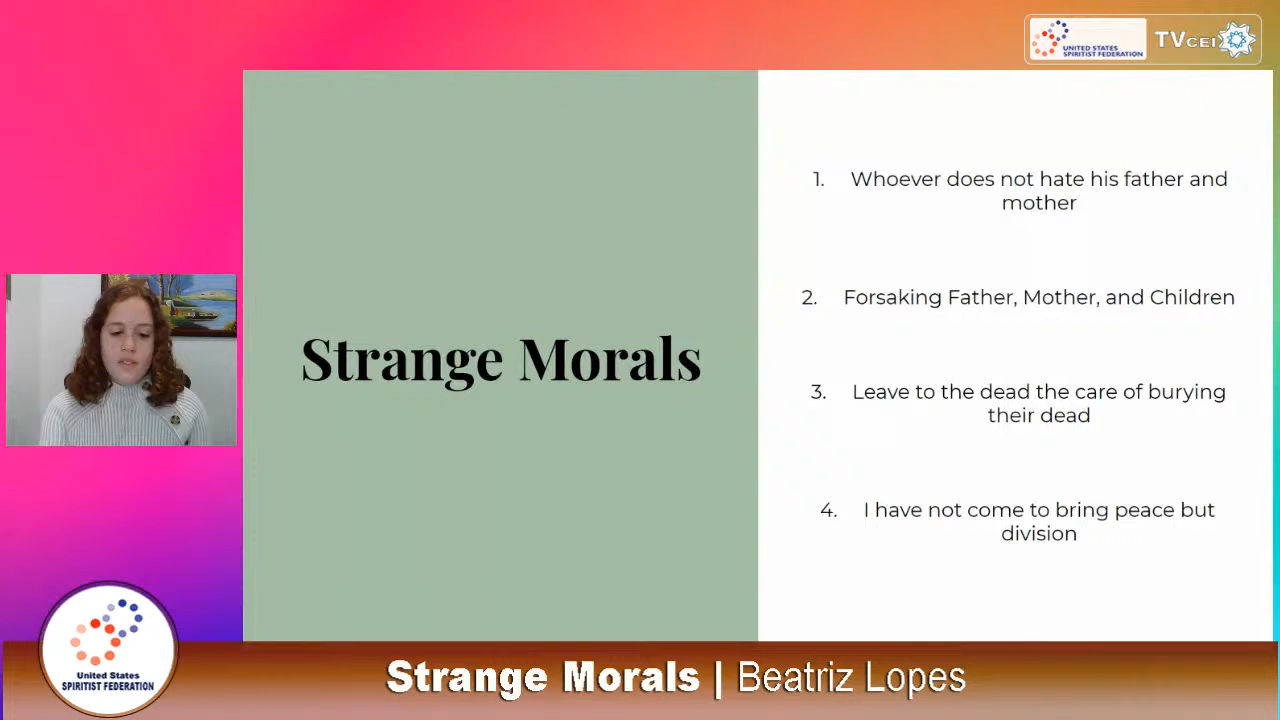 UNITED STATES
SPIRITIST FEDERATION
TVCEI
Strange Morals
1. Whoever does not hate his father and
mother
2. Forsaking Father, Mother, and Children
3. Leave to the dead the care of burying
their dead
4. I have not come to bring peace but
division
United States
SPIRITIST FEDERATION
Strange Morals | Beatriz Lopes